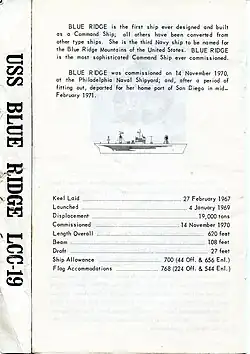 USS BLUE RIDGE LCC-19
BLUE RIDGE is the first ship ever designed and built
as a Command Ship; all others have been converted from
other type ships. She is the third Navy ship to be named for
the Blue Ridge Mountains of the United States. BLUE RIDGE
is the most sophisticated Command Ship ever commissioned.
BLUE RIDGE was commissioned on 14 November 1970,
at the Philadelphia Naval Shipyard; and, after a period of
fitting out, departed for her home port of San Diego in mid-
February 1971.
Keel Laid 27 February 1967
Launched 4 January 1969
Displacement 19,000 tons
Commissioned 14 November 1970
Length Overall 620 feet
Beam 108 feet
Draft 27 feet
Ship Allowance 700 (44 Off. & 656 Enl.)
Flag Accommodations 768 (224 Off. & 544 Enl.)